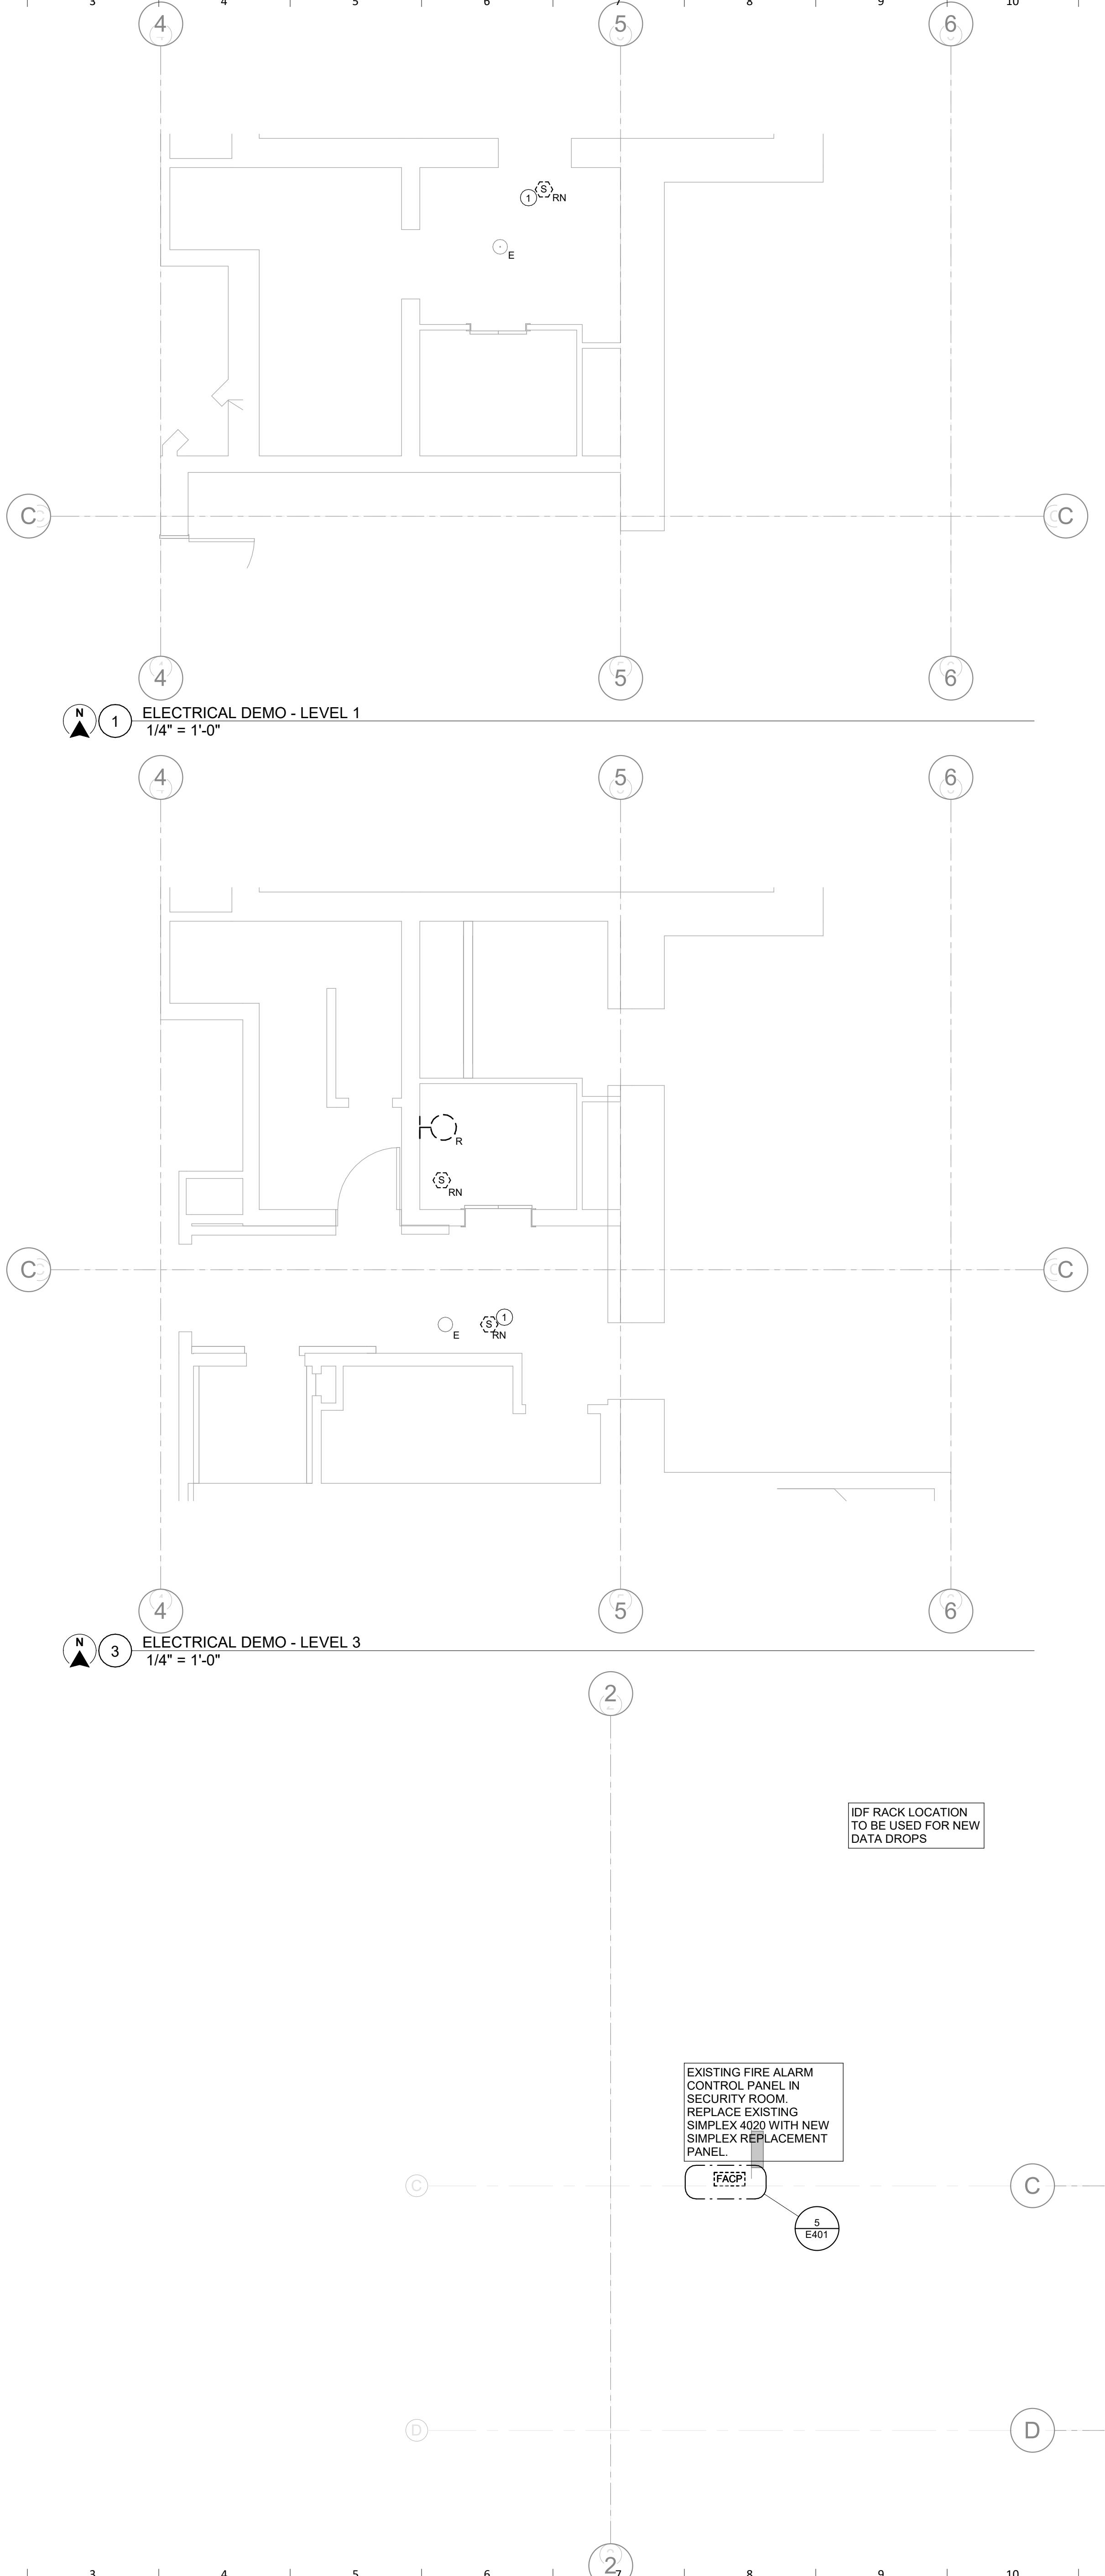 3 4 5 6 7 8 9 10
4 5 6
S
1 RN
E
C C
4 5 6
N 1 ELECTRICAL DEMO - LEVEL 1
1/4" = 1'-0"
4 5 6
R
S
RN
C C
1
E S
RN
4 5 6
N 3 ELECTRICAL DEMO - LEVEL 3
1/4" = 1'-0"
2
IDF RACK LOCATION
TO BE USED FOR NEW
DATA DROPS
EXISTING FIRE ALARM
CONTROL PANEL IN
SECURITY ROOM.
REPLACE EXISTING
SIMPLEX 4020 WITH NEW
SIMPLEX REPLACEMENT
PANEL.
FACP
C C
5
E401
D D
2
3 4 5 6 7 8 9 10